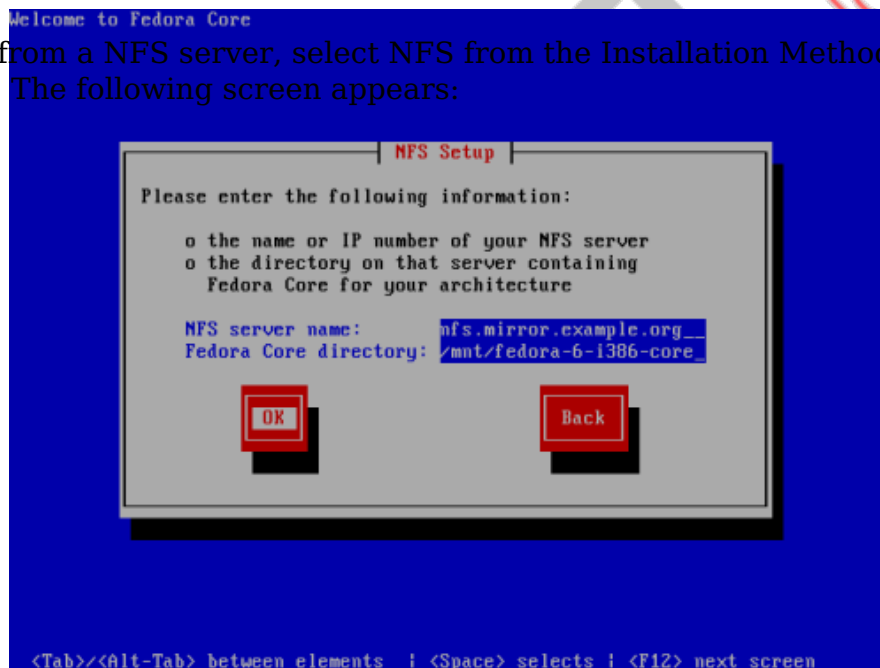 Welcome to Fedora Core
from a NFS server, select NFS from the Installation Method
The following screen appears:
NFS Setup
Please enter the following information:
o the name or IP number of your NFS server
o the directory on that server containing
Fedora Core for your architecture
NFS server name: nfs.mirror.example.org__
Fedora Core directory: /mnt/fedora-6-i386-core_
OK Back
<Tab>/<Alt-Tab> between elements | <Space> selects | <F12> next screen